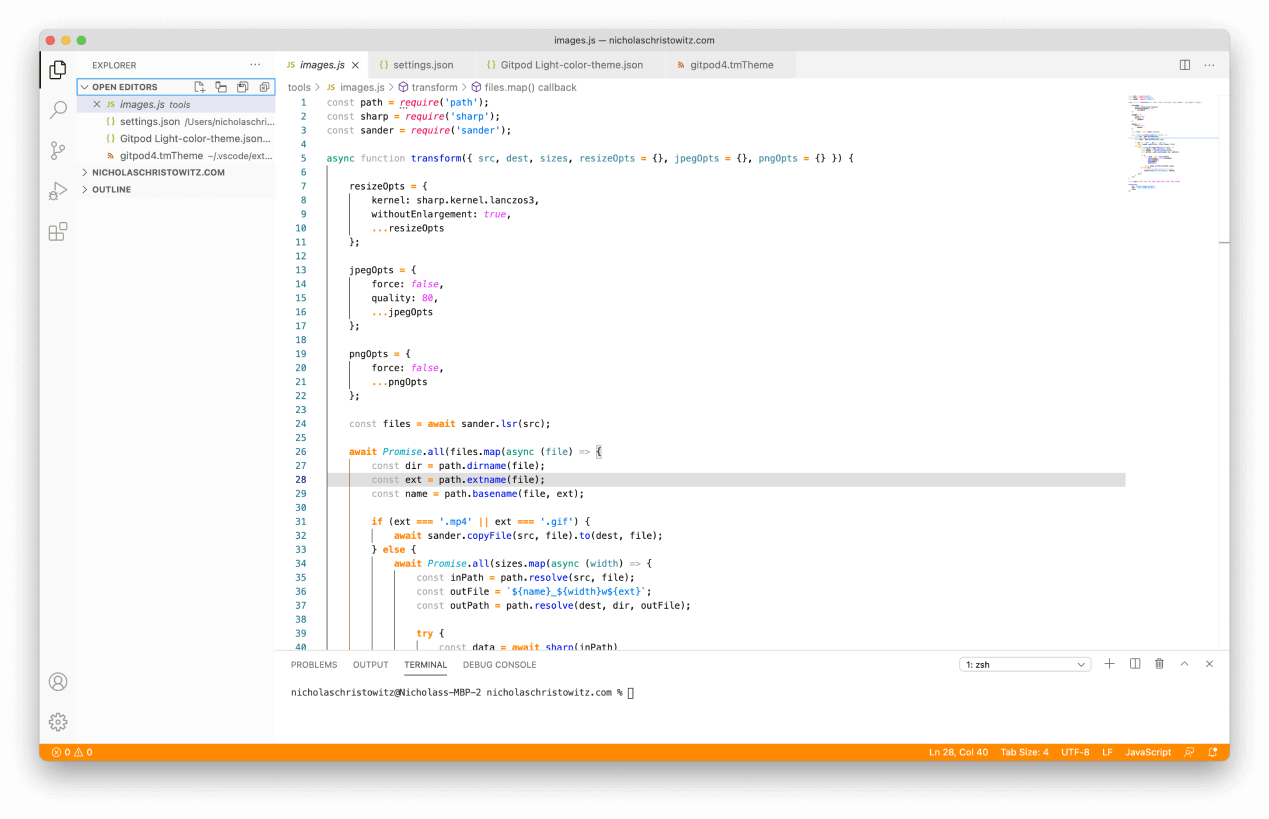 images.js — nicholaschristowitz.com
EXPLORER
OPEN EDITORS
JS images.js tools
{} settings.json /Users/nicholaschri...
{} Gitpod Light-color-theme.json...
gitpod4.tmTheme ~/.vscode/ext...
NICHOLASCHRISTOWITZ.COM
OUTLINE
JS images.js
{} settings.json
{} Gitpod Light-color-theme.json
gitpod4.tmTheme
tools > JS images.js > transform > files.map() callback
1 const path = require('path');
2 const sharp = require('sharp');
3 const sander = require('sander');
4
5 async function transform({ src, dest, sizes, resizeOpts = {}, jpegOpts = {}, pngOpts = {} }) {
6
7 resizeOpts = {
8 kernel: sharp.kernel.lanczos3,
9 withoutEnlargement: true,
10 ...resizeOpts
11 };
12
13 jpegOpts = {
14 force: false,
15 quality: 80,
16 ...jpegOpts
17 };
18
19 pngOpts = {
20 force: false,
21 ...pngOpts
22 };
23
24 const files = await sander.lsr(src);
25
26 await Promise.all(files.map(async (file) => {
27 const dir = path.dirname(file);
28 const ext = path.extname(file);
29 const name = path.basename(file, ext);
30
31 if (ext === '.mp4' || ext === '.gif') {
32 await sander.copyFile(src, file).to(dest, file);
33 } else {
34 await Promise.all(sizes.map(async (width) => {
35 const inPath = path.resolve(src, file);
36 const outFile = `${name}_${width}w${ext}`;
37 const outPath = path.resolve(dest, dir, outFile);
38
39 try {
40 const data = await sharp(inPath)
PROBLEMS OUTPUT TERMINAL DEBUG CONSOLE
1: zsh
nicholaschristowitz@Nicholass-MBP-2 nicholaschristowitz.com %
0 0
Ln 28, Col 40 Tab Size: 4 UTF-8 LF JavaScript